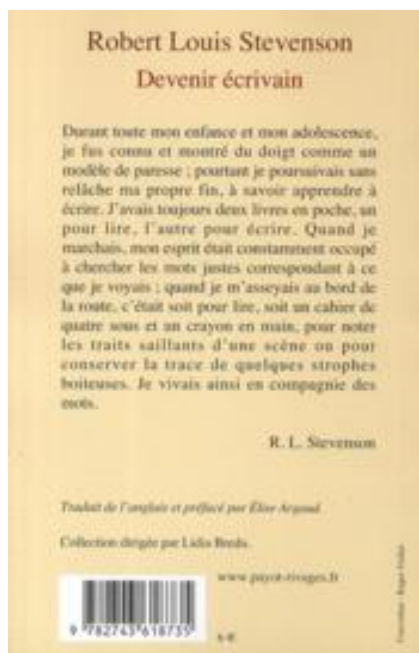 Robert Louis Stevenson
Devenir écrivain
Durant toute mon enfance et mon adolescence,
je fus connu et montré du doigt comme un
modèle de paresse ; pourtant je poursuivais sans
relâche ma propre fin, à savoir apprendre à
écrire. J'avais toujours deux livres en poche, un
pour lire, l'autre pour écrire. Quand je
marchais, mon esprit était constamment occupé
à chercher les mots justes correspondant à ce
que je voyais ; quand je m'asseyais au bord de
la route, c'était soit pour lire, soit un cahier de
quatre sous et un crayon en main, pour noter
les traits saillants d'une scène ou pour
conserver la trace de quelques strophes
boiteuses. Je vivais ainsi en compagnie des
mots.
R. L. Stevenson
Traduit de l'anglais et préfacé par Élise Argaud
Collection dirigée par Lidia Breda
www.payot-rivages.fr
9 782743 618735